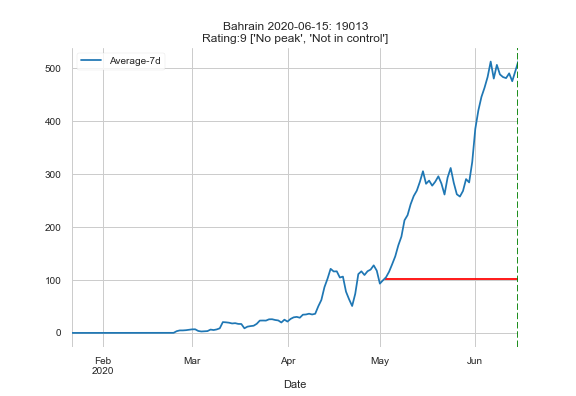 Bahrain 2020-06-15: 19013
Rating:9 ['No peak', 'Not in control']
Average-7d
500
400
300
200
100
0
Feb
2020
Mar
Apr
May
Jun
Date